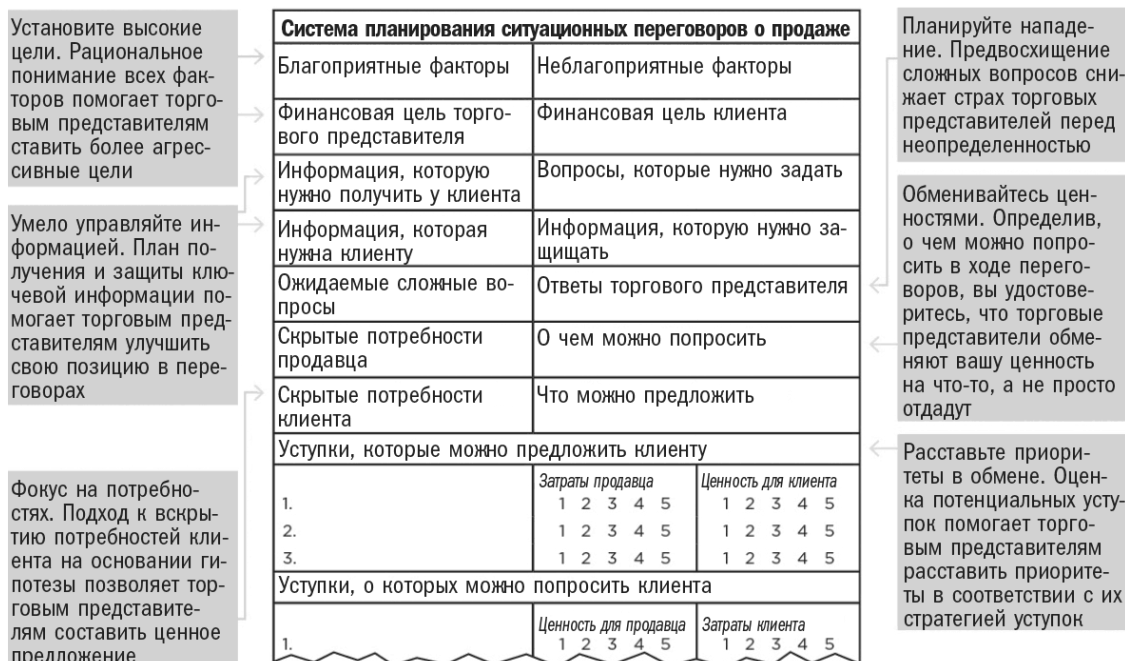 Установите высокие
цели. Рациональное
понимание всех фак-
торов помогает торго-
вым представителям
ставить более агрес-
сивные цели
Умело управляйте ин-
формацией. План по-
лучения и защиты клю-
чевой информации по-
могает торговым пред-
ставителям улучшить
свою позицию в пере-
говорах
Фокус на потребно-
стях. Подход к вскры-
тию потребностей кли-
ента на основании ги-
потезы позволяет тор-
говым представите-
лям составить ценное
предложение
Система планирования ситуационных переговоров о продаже
Благоприятные факторы
Неблагоприятные факторы
Финансовая цель торго-
вого представителя
Финансовая цель клиента
Информация, которую
нужно получить у клиента
Вопросы, которые нужно задать
Информация, которая
нужна клиенту
Информация, которую нужно за-
щищать
Ожидаемые сложные во-
просы
Ответы торгового представителя
Скрытые потребности
продавца
О чем можно попросить
Скрытые потребности
клиента
Что можно предложить
Уступки, которые можно предложить клиенту
Затраты продавца Ценность для клиента
1. 1 2 3 4 5 1 2 3 4 5
2. 1 2 3 4 5 1 2 3 4 5
3. 1 2 3 4 5 1 2 3 4 5
Уступки, о которых можно попросить клиента
Ценность для продавца Затраты клиента
1. 1 2 3 4 5 1 2 3 4 5
Планируйте нападе-
ние. Предвосхищение
сложных вопросов сни-
жает страх торговых
представителей перед
неопределенностью
Обменивайтесь цен-
ностями. Определив,
о чем можно попро-
сить в ходе перего-
воров, вы удостове-
ритесь, что торговые
представители обме-
няют вашу ценность
на что-то, а не просто
отдадут
Расставьте приори-
теты в обмене. Оцен-
ка потенциальных усту-
пок помогает торго-
вым представителям
расставить приорите-
ты в соответствии с их
стратегией уступок